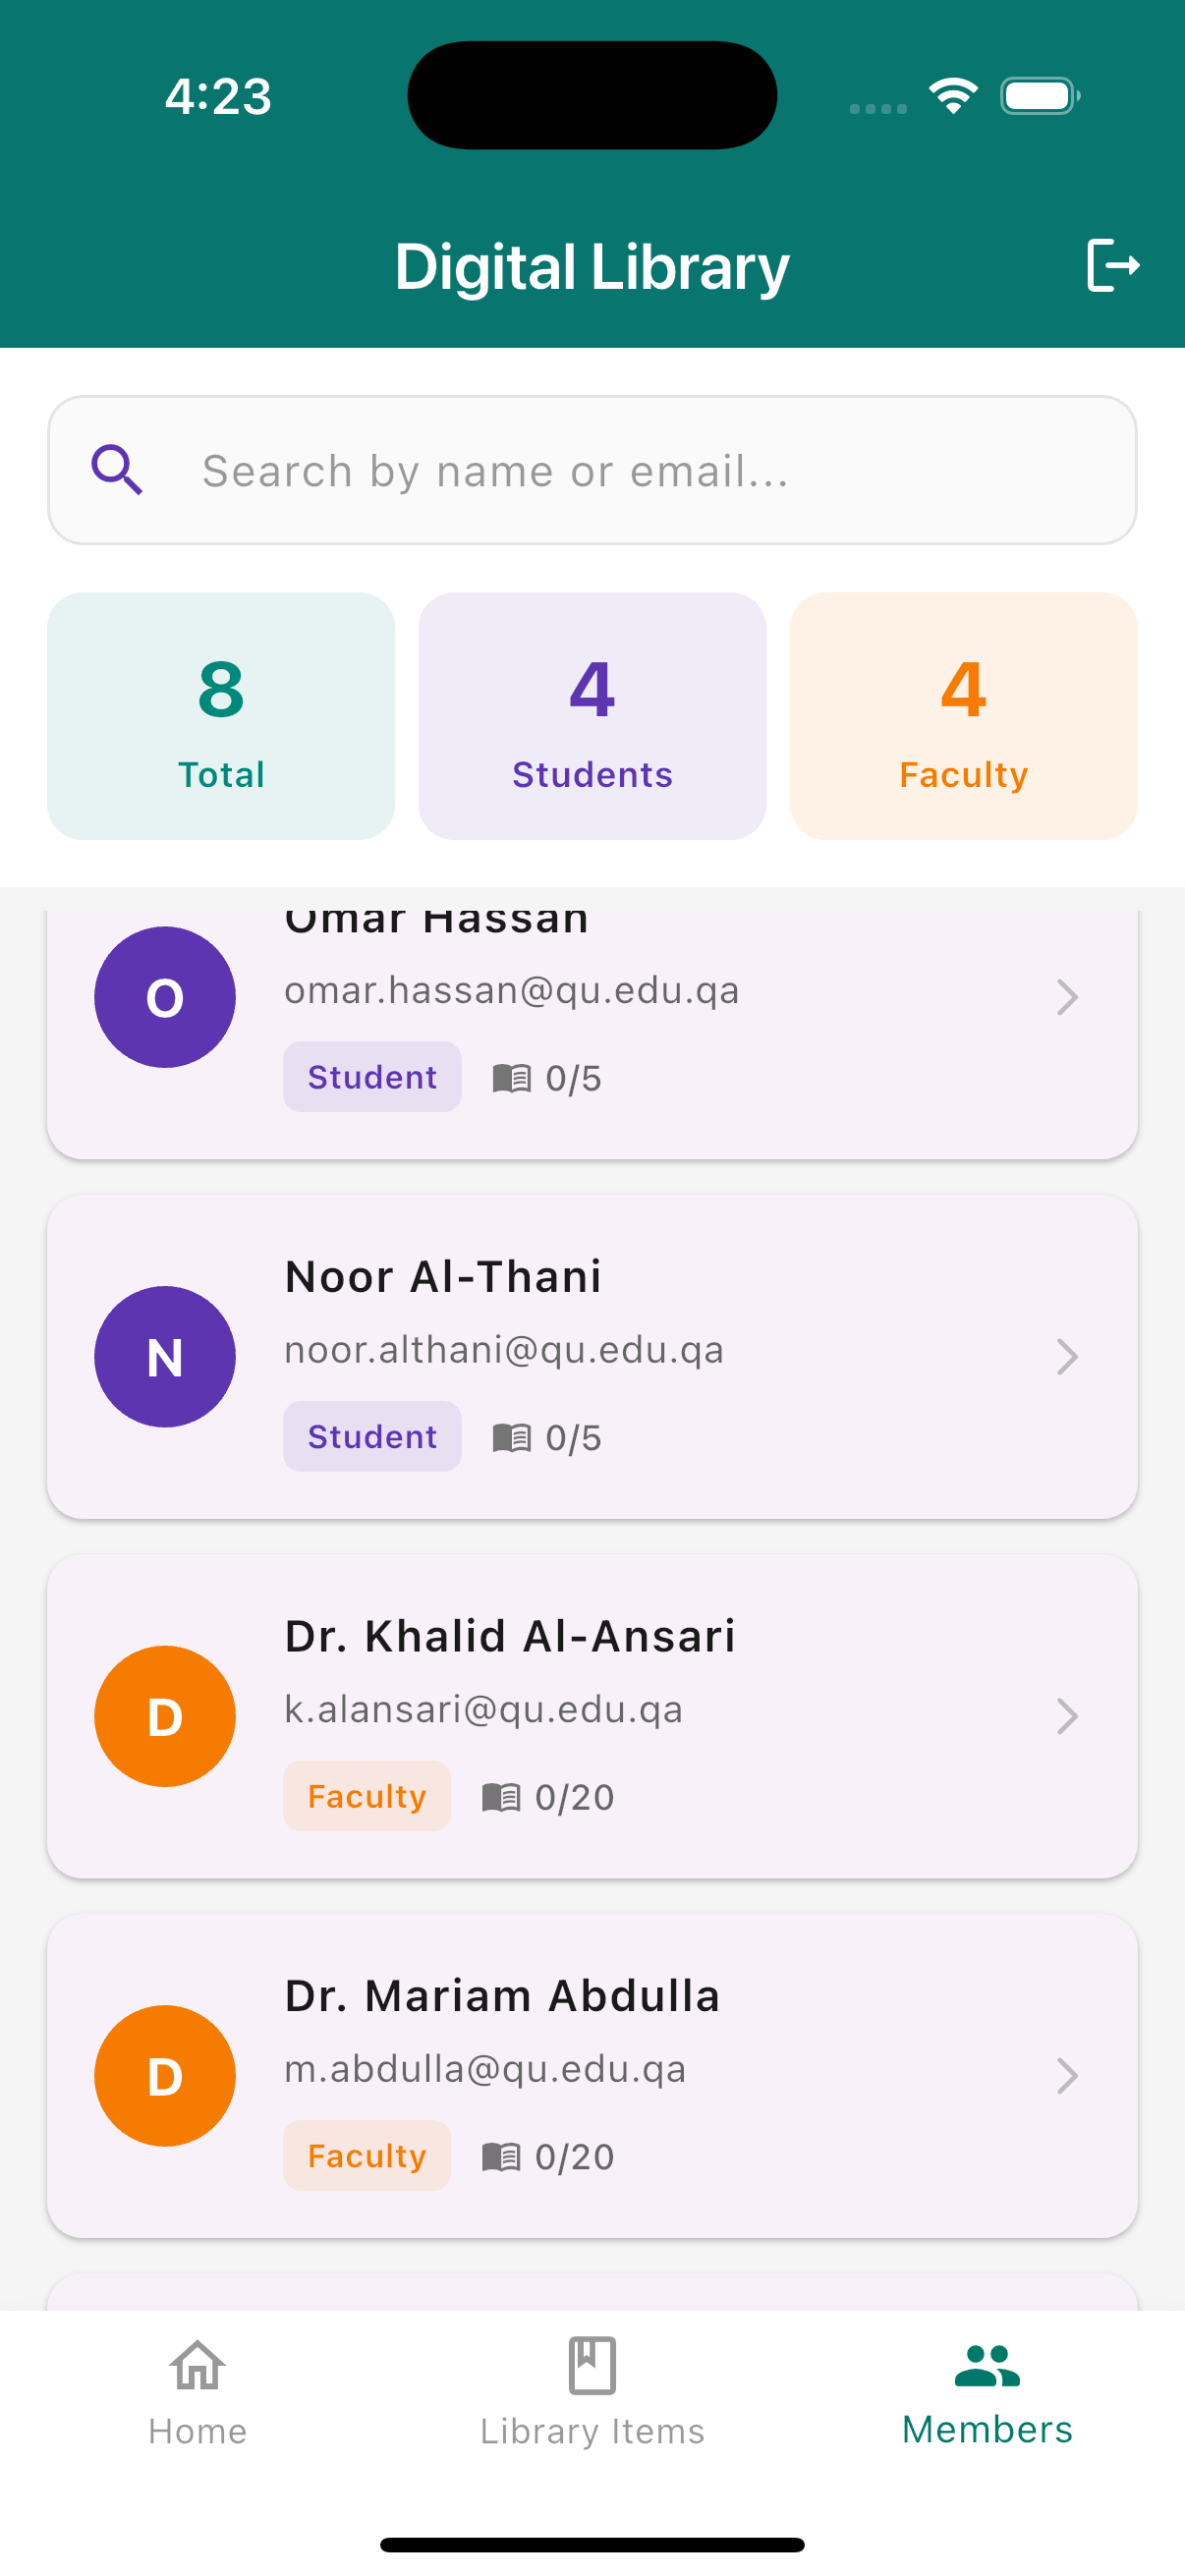 4:23
Digital Library
Search by name or email...
8
Total
4
Students
4
Faculty
Omar Hassan
O
omar.hassan@qu.edu.qa
Student 0/5
Noor Al-Thani
N
noor.althani@qu.edu.qa
Student 0/5
Dr. Khalid Al-Ansari
D
k.alansari@qu.edu.qa
Faculty 0/20
Dr. Mariam Abdulla
D
m.abdulla@qu.edu.qa
Faculty 0/20
Home
Library Items
Members